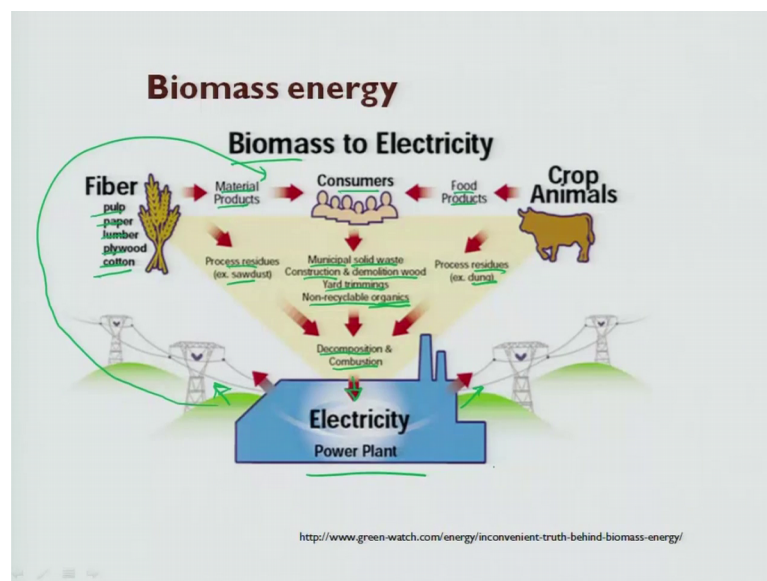 Biomass energy
Biomass to Electricity
Fiber
pulp
paper
lumber
plywood
cotton
Material
Products
Consumers
Food
Products
Crop
Animals
Process residues
(ex. sawdust)
Municipal solid waste
Construction & demolition wood
Yard trimmings
Non-recyclable organics
Process residues
(ex. dung)
Decomposition &
Combustion
Electricity
Power Plant
http://www.green-watch.com/energy/inconvenient-truth-behind-biomass-energy/